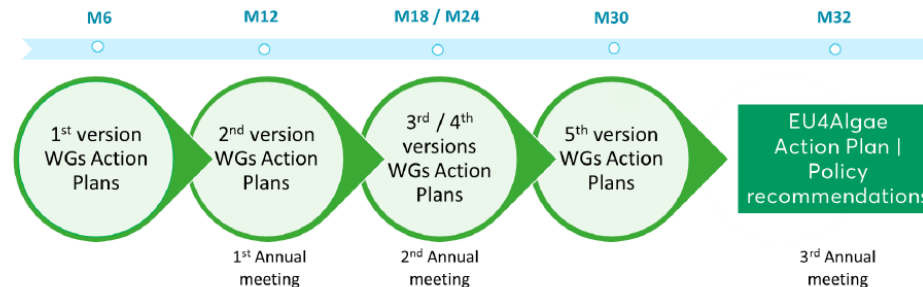 M6
M12
M18 / M24
M30
M32
1st version
WGs Action
Plans
2nd version
WGs Action
Plans
3rd / 4th
versions
WGs Action
Plans
5th version
WGs Action
Plans
EU4Algae
Action Plan |
Policy
recommendations
1st Annual
meeting
2nd Annual
meeting
3rd Annual
meeting